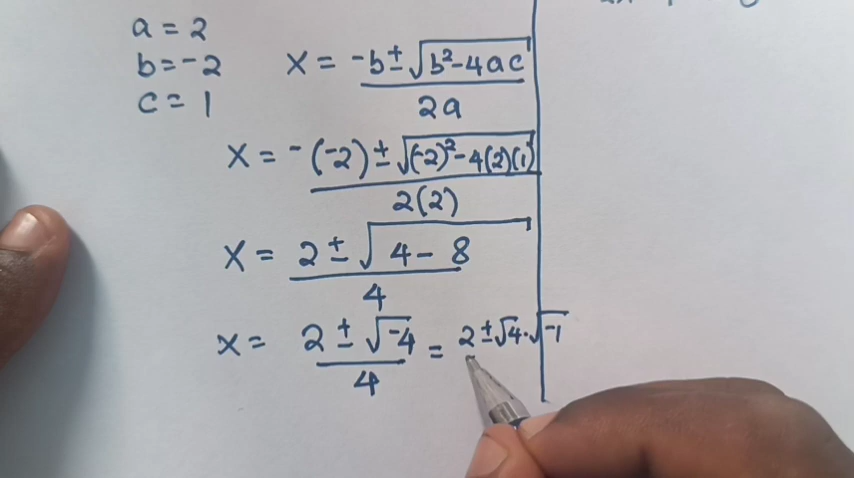 a = 2
b = -2
c = 1
x = -b ± √(b² - 4ac) / 2a
x = -(-2) ± √((-2)² - 4(2)(1)) / 2(2)
x = 2 ± √(4 - 8) / 4
x = 2 ± √-4 / 4 = 2 ± √4 · √-1